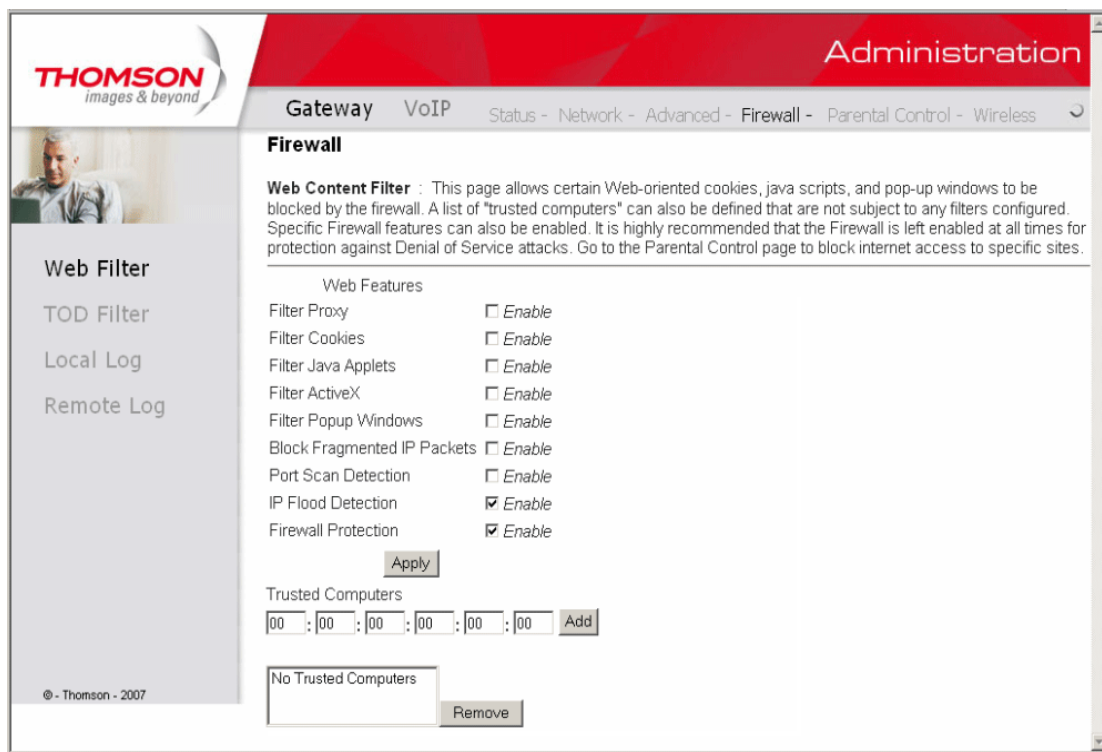 THOMSON
images & beyond
Administration
Gateway VoIP Status - Network - Advanced - Firewall - Parental Control - Wireless
Firewall
Web Content Filter : This page allows certain Web-oriented cookies, java scripts, and pop-up windows to be
blocked by the firewall. A list of "trusted computers" can also be defined that are not subject to any filters configured.
Specific Firewall features can also be enabled. It is highly recommended that the Firewall is left enabled at all times for
protection against Denial of Service attacks. Go to the Parental Control page to block internet access to specific sites.
Web Filter
TOD Filter
Local Log
Remote Log
Web Features
Filter Proxy Enable
Filter Cookies Enable
Filter Java Applets Enable
Filter ActiveX Enable
Filter Popup Windows Enable
Block Fragmented IP Packets Enable
Port Scan Detection Enable
IP Flood Detection Enable
Firewall Protection Enable
Apply
Trusted Computers
00 : 00 : 00 : 00 : 00 : 00 Add
No Trusted Computers
Remove
© - Thomson - 2007